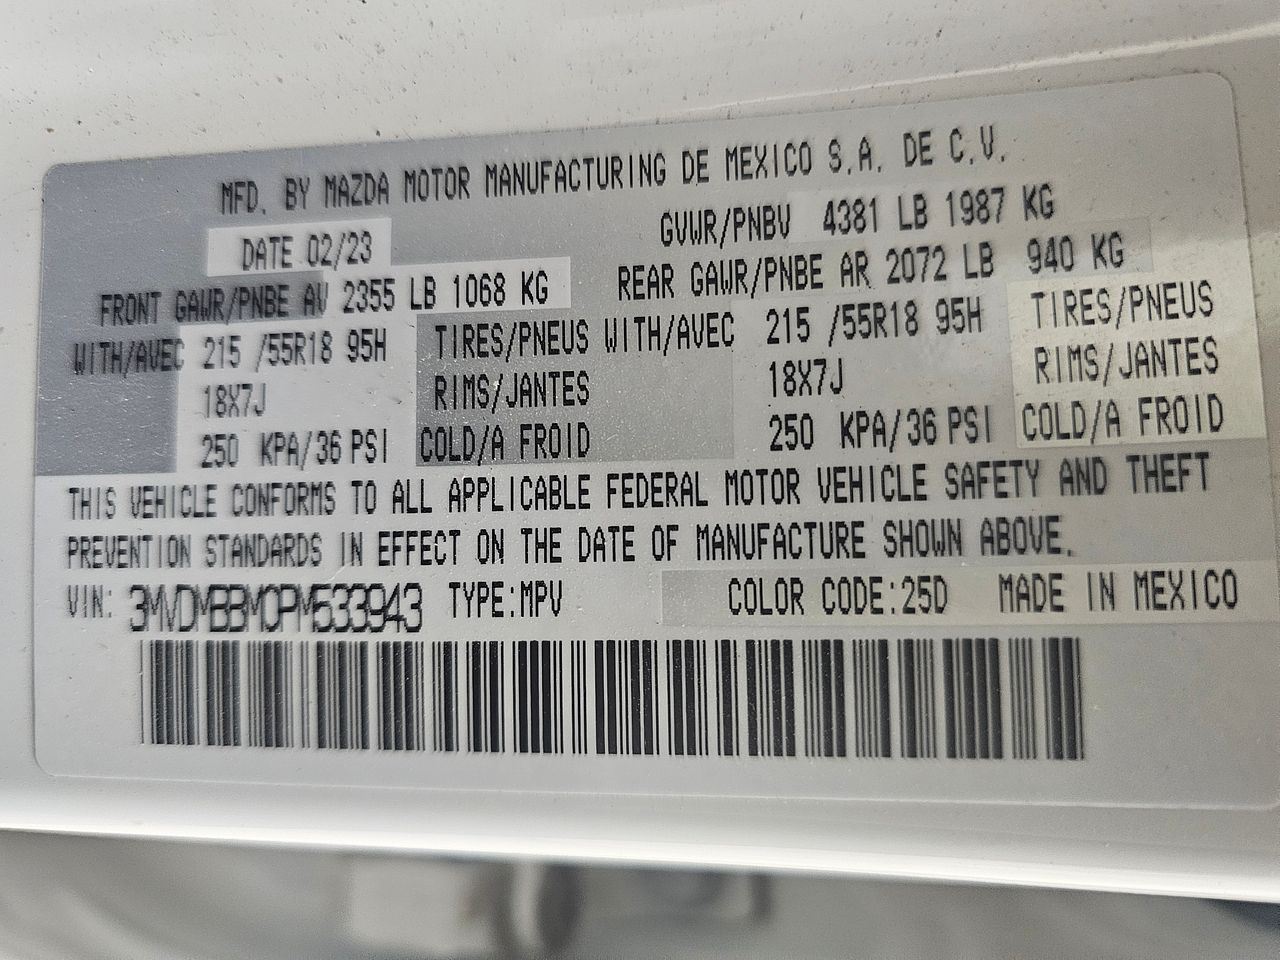 MFD. BY MAZDA MOTOR MANUFACTURING DE MEXICO S.A. DE C.V.
DATE 02/23 GVWR/PNBV 4381 LB 1987 KG
FRONT GAWR/PNBE AV 2355 LB 1068 KG REAR GAWR/PNBE AR 2072 LB 940 KG
WITH/AVEC 215 /55R18 95H TIRES/PNEUS WITH/AVEC 215 /55R18 95H TIRES/PNEUS
18X7J RIMS/JANTES 18X7J RIMS/JANTES
250 KPA/36 PSI COLD/A FROID 250 KPA/36 PSI COLD/A FROID
THIS VEHICLE CONFORMS TO ALL APPLICABLE FEDERAL MOTOR VEHICLE SAFETY AND THEFT
PREVENTION STANDARDS IN EFFECT ON THE DATE OF MANUFACTURE SHOWN ABOVE.
VIN: 3MVDMBBM0PM533943 TYPE:MPV COLOR CODE:25D MADE IN MEXICO